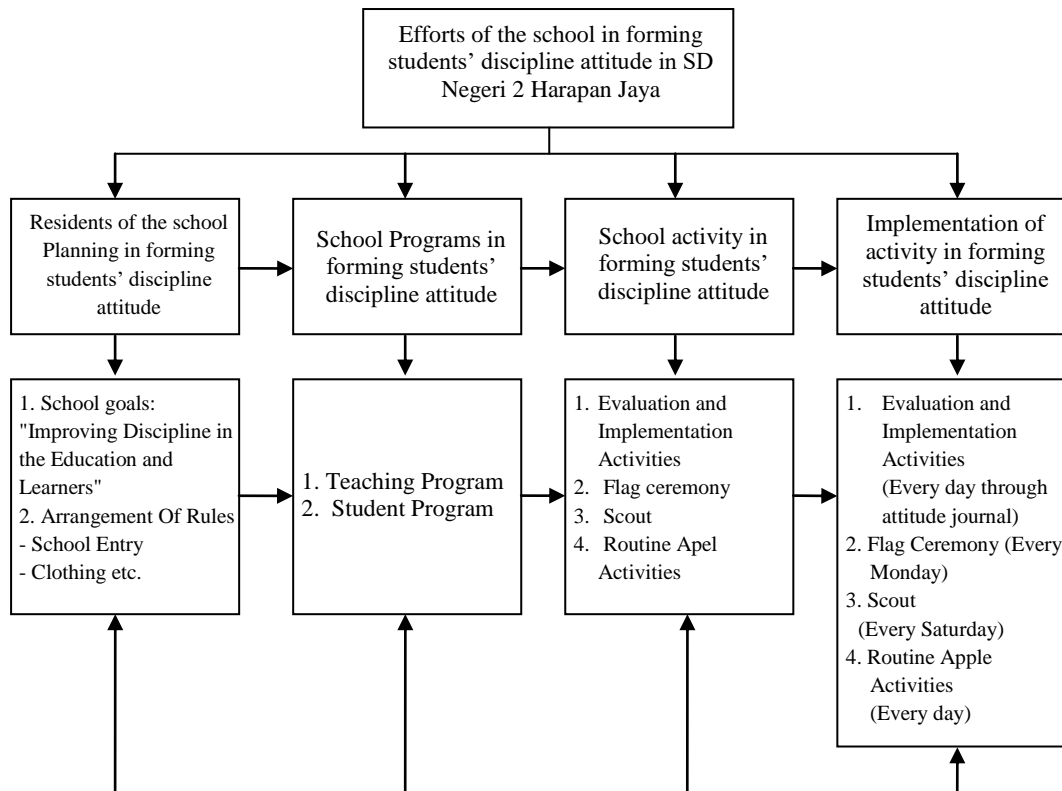 Efforts of the school in forming
students’ discipline attitude in SD
Negeri 2 Harapan Jaya
Residents of the school
Planning in forming
students’ discipline
attitude
School Programs in
forming students’
discipline attitude
School activity in
forming students’
discipline attitude
Implementation of
activity in forming
students’ discipline
attitude
1. School goals:
"Improving Discipline in
the Education and
Learners"
2. Arrangement Of Rules
- School Entry
- Clothing etc.
1. Teaching Program
2. Student Program
1. Evaluation and
Implementation
Activities
2. Flag ceremony
3. Scout
4. Routine Apel
Activities
1. Evaluation and
Implementation
Activities
(Every day through
attitude journal)
2. Flag Ceremony (Every
Monday)
3. Scout
(Every Saturday)
4. Routine Apple
Activities
(Every day)